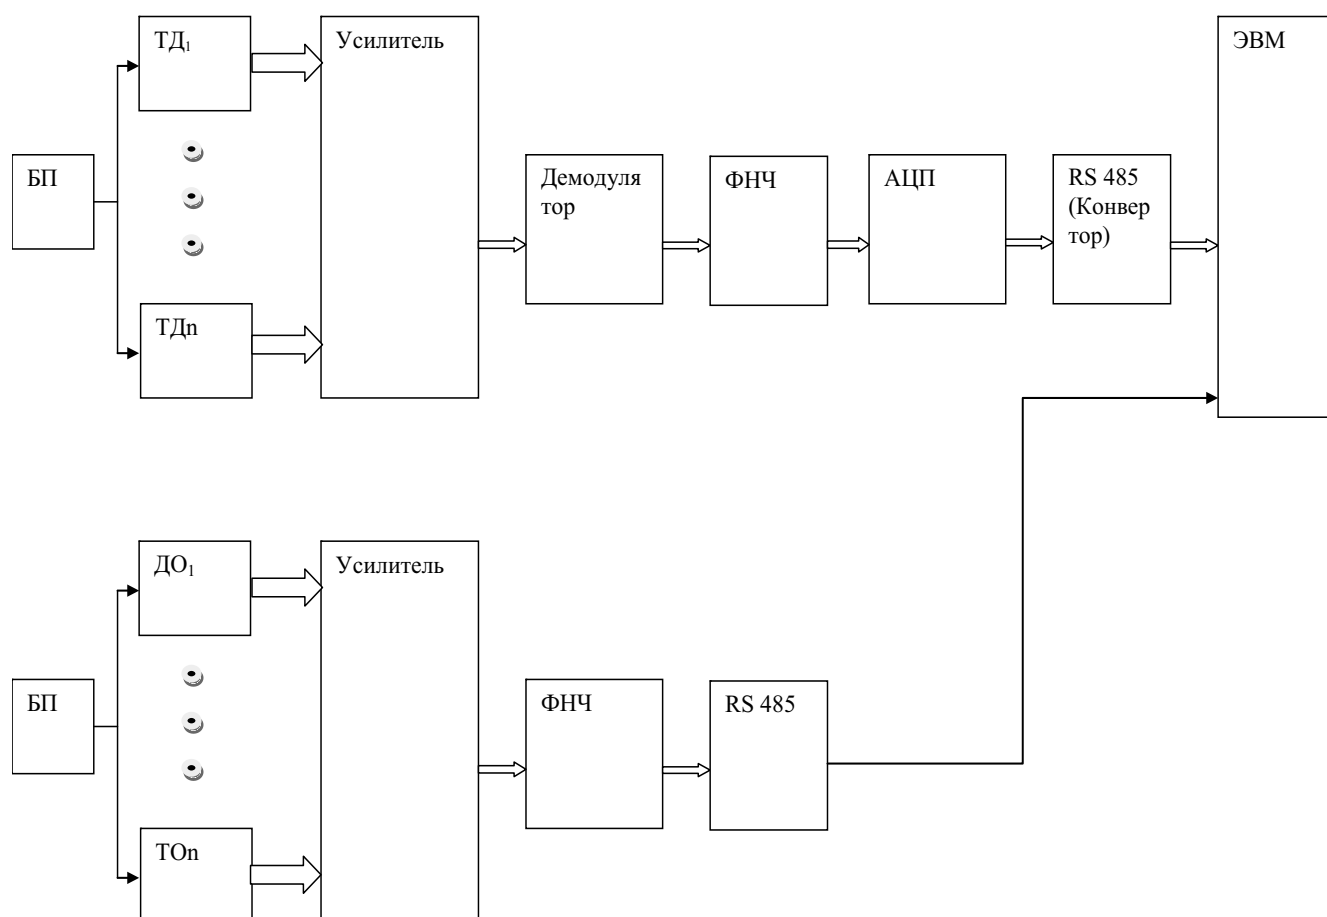 ТД1
Усилитель
ЭВМ
БП
Демодуля
тор
ФНЧ
АЦП
RS 485
(Конвер
тор)
ТДn
ДО1
Усилитель
БП
ФНЧ
RS 485
ТОn